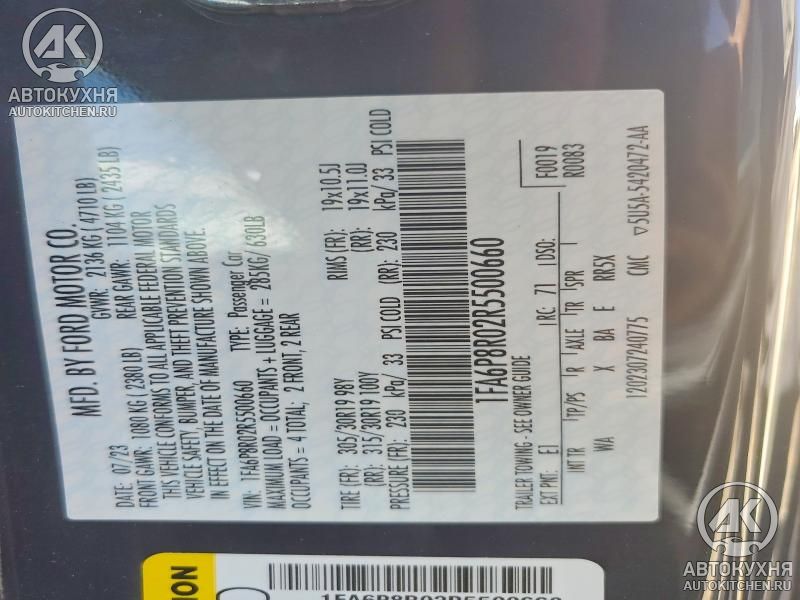 АК
АВТОКУХНЯ
AUTOKITCHEN.RU
MFD. BY FORD MOTOR CO.
DATE: 07/23 GVWR: 2136 KG (4710 LB)
FRONT GAWR: 1080 KG (2380 LB) REAR GAWR: 1104 KG (2435 LB)
THIS VEHICLE CONFORMS TO ALL APPLICABLE FEDERAL MOTOR
VEHICLE SAFETY, BUMPER, AND THEFT PREVENTION STANDARDS
IN EFFECT ON THE DATE OF MANUFACTURE SHOWN ABOVE.
VIN: 1FA6P8R02R5500660 TYPE: Passenger Car
MAXIMUM LOAD = OCCUPANTS + LUGGAGE = 285KG/ 630LB
OCCUPANTS = 4 TOTAL; 2 FRONT, 2 REAR
TIRE (FR): 305/30R19 98Y RIMS (FR): 19x10.5J
(RR): 315/30R19 100Y (RR): 19x11.0J
PRESSURE (FR): 230 kPa/ 33 PSI COLD (RR): 230 kPa/ 33 PSI COLD
1FA6P8R02R5500660
TRAILER TOWING - SEE OWNER GUIDE
F0019
R0083
EXT PNT: E1 RC: 71 DSO:
INTTR TP/PS R AXLE TR SPR
WA X BA E RR5X
1202307240775 CMC ▽5U5A-5420472-AA
АК
АВТОКУХНЯ
AUTOKITCHEN.RU